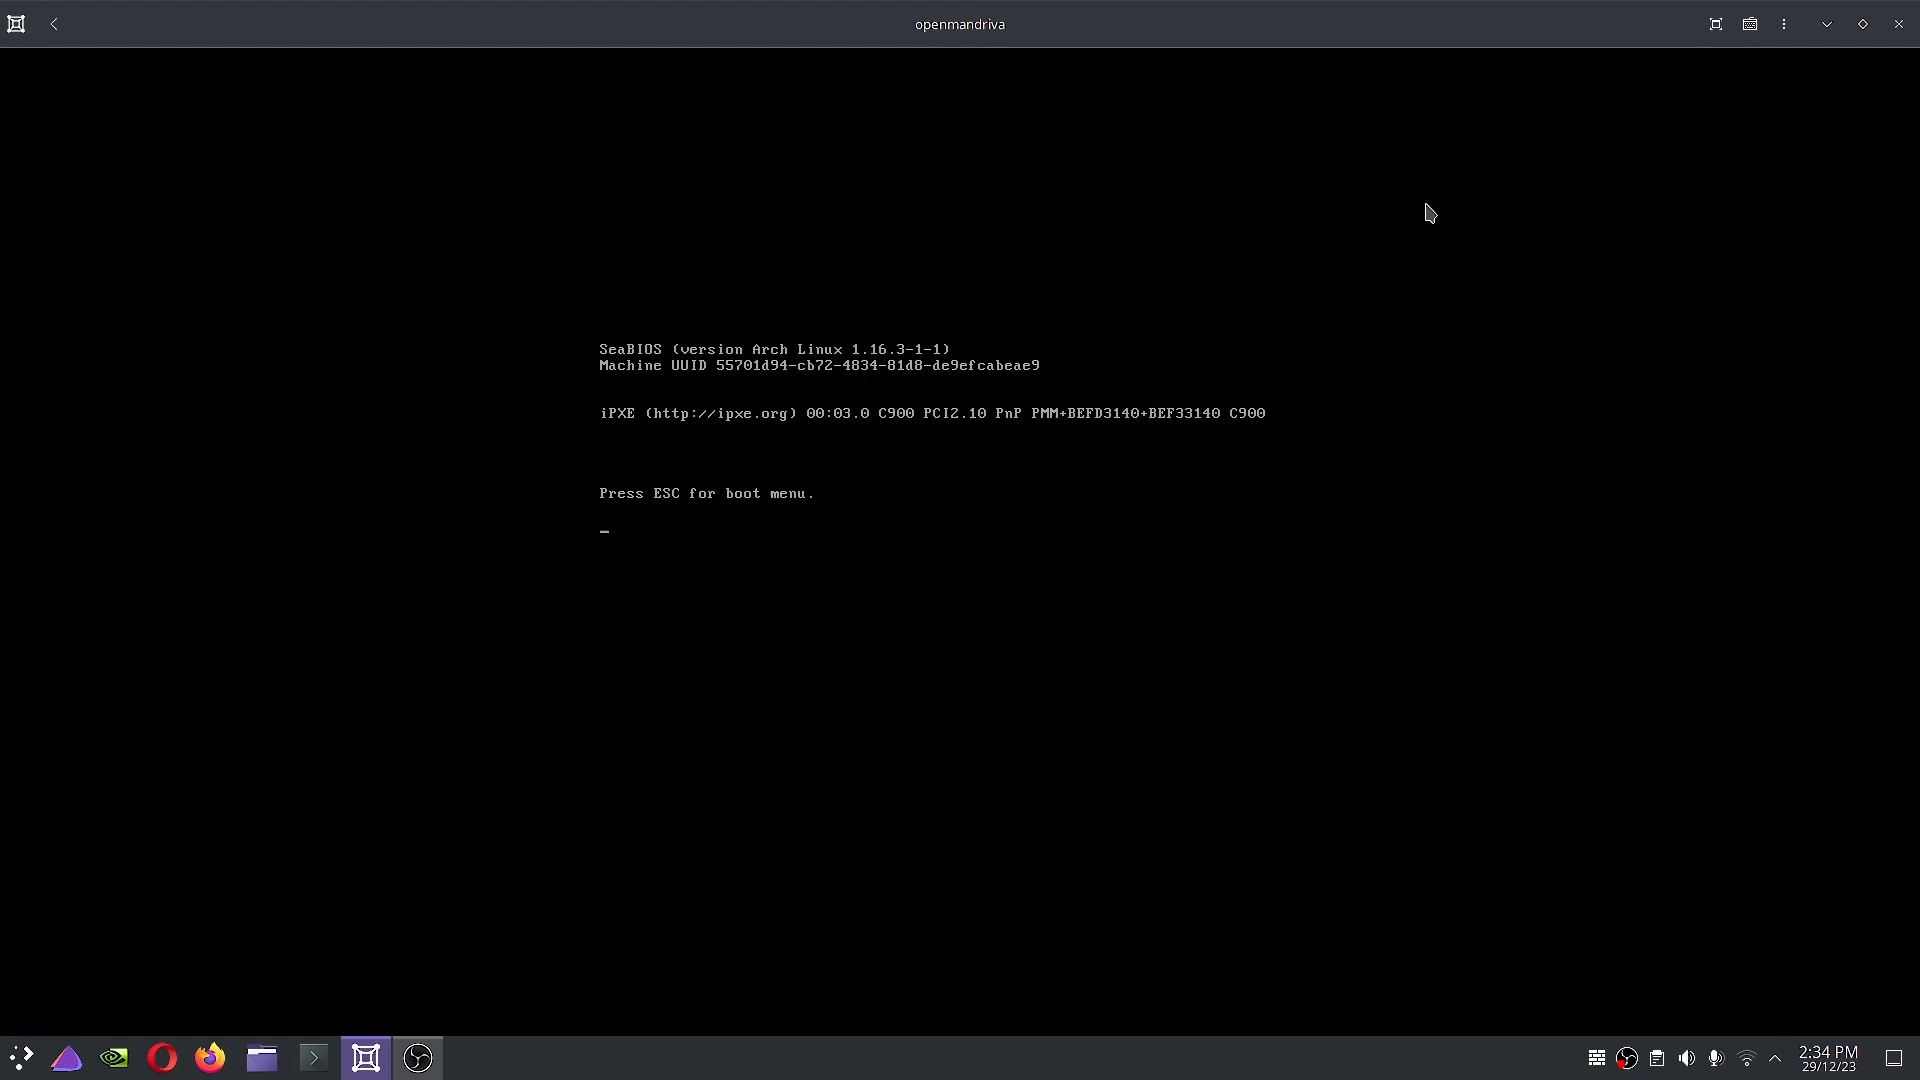 openmandriva
SeaBIOS (version Arch Linux 1.16.3-1-1)
Machine UUID 55701d94-cb72-4834-81d8-de9efcabeae9
iPXE (http://ipxe.org) 00:03.0 C900 PCI2.10 PnP PMM+BEFD3140+BEF33140 C900
Press ESC for boot menu.
2:34 PM
29/12/23